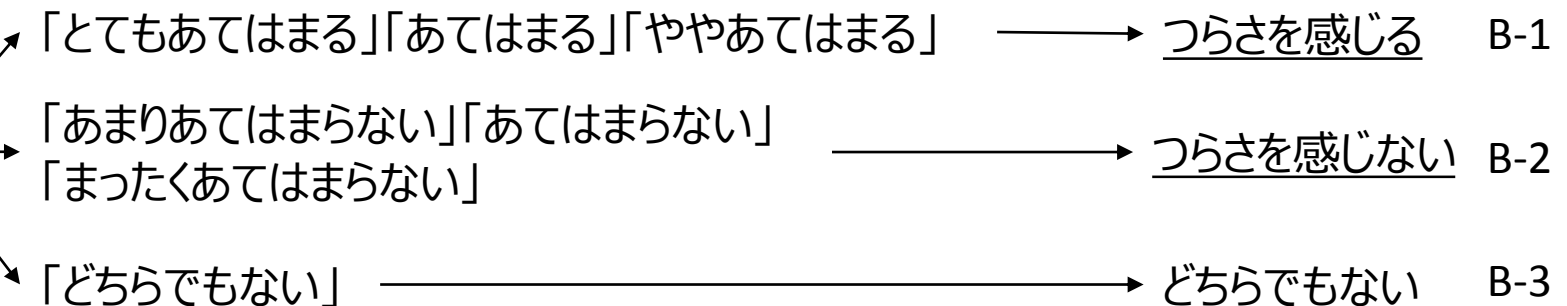 「とてもあてはまる」「あてはまる」「ややあてはまる」 つらさを感じる B-1
「あまりあてはまらない」「あてはまらない」
「まったくあてはまらない」 つらさを感じない B-2
「どちらでもない」 どちらでもない B-3